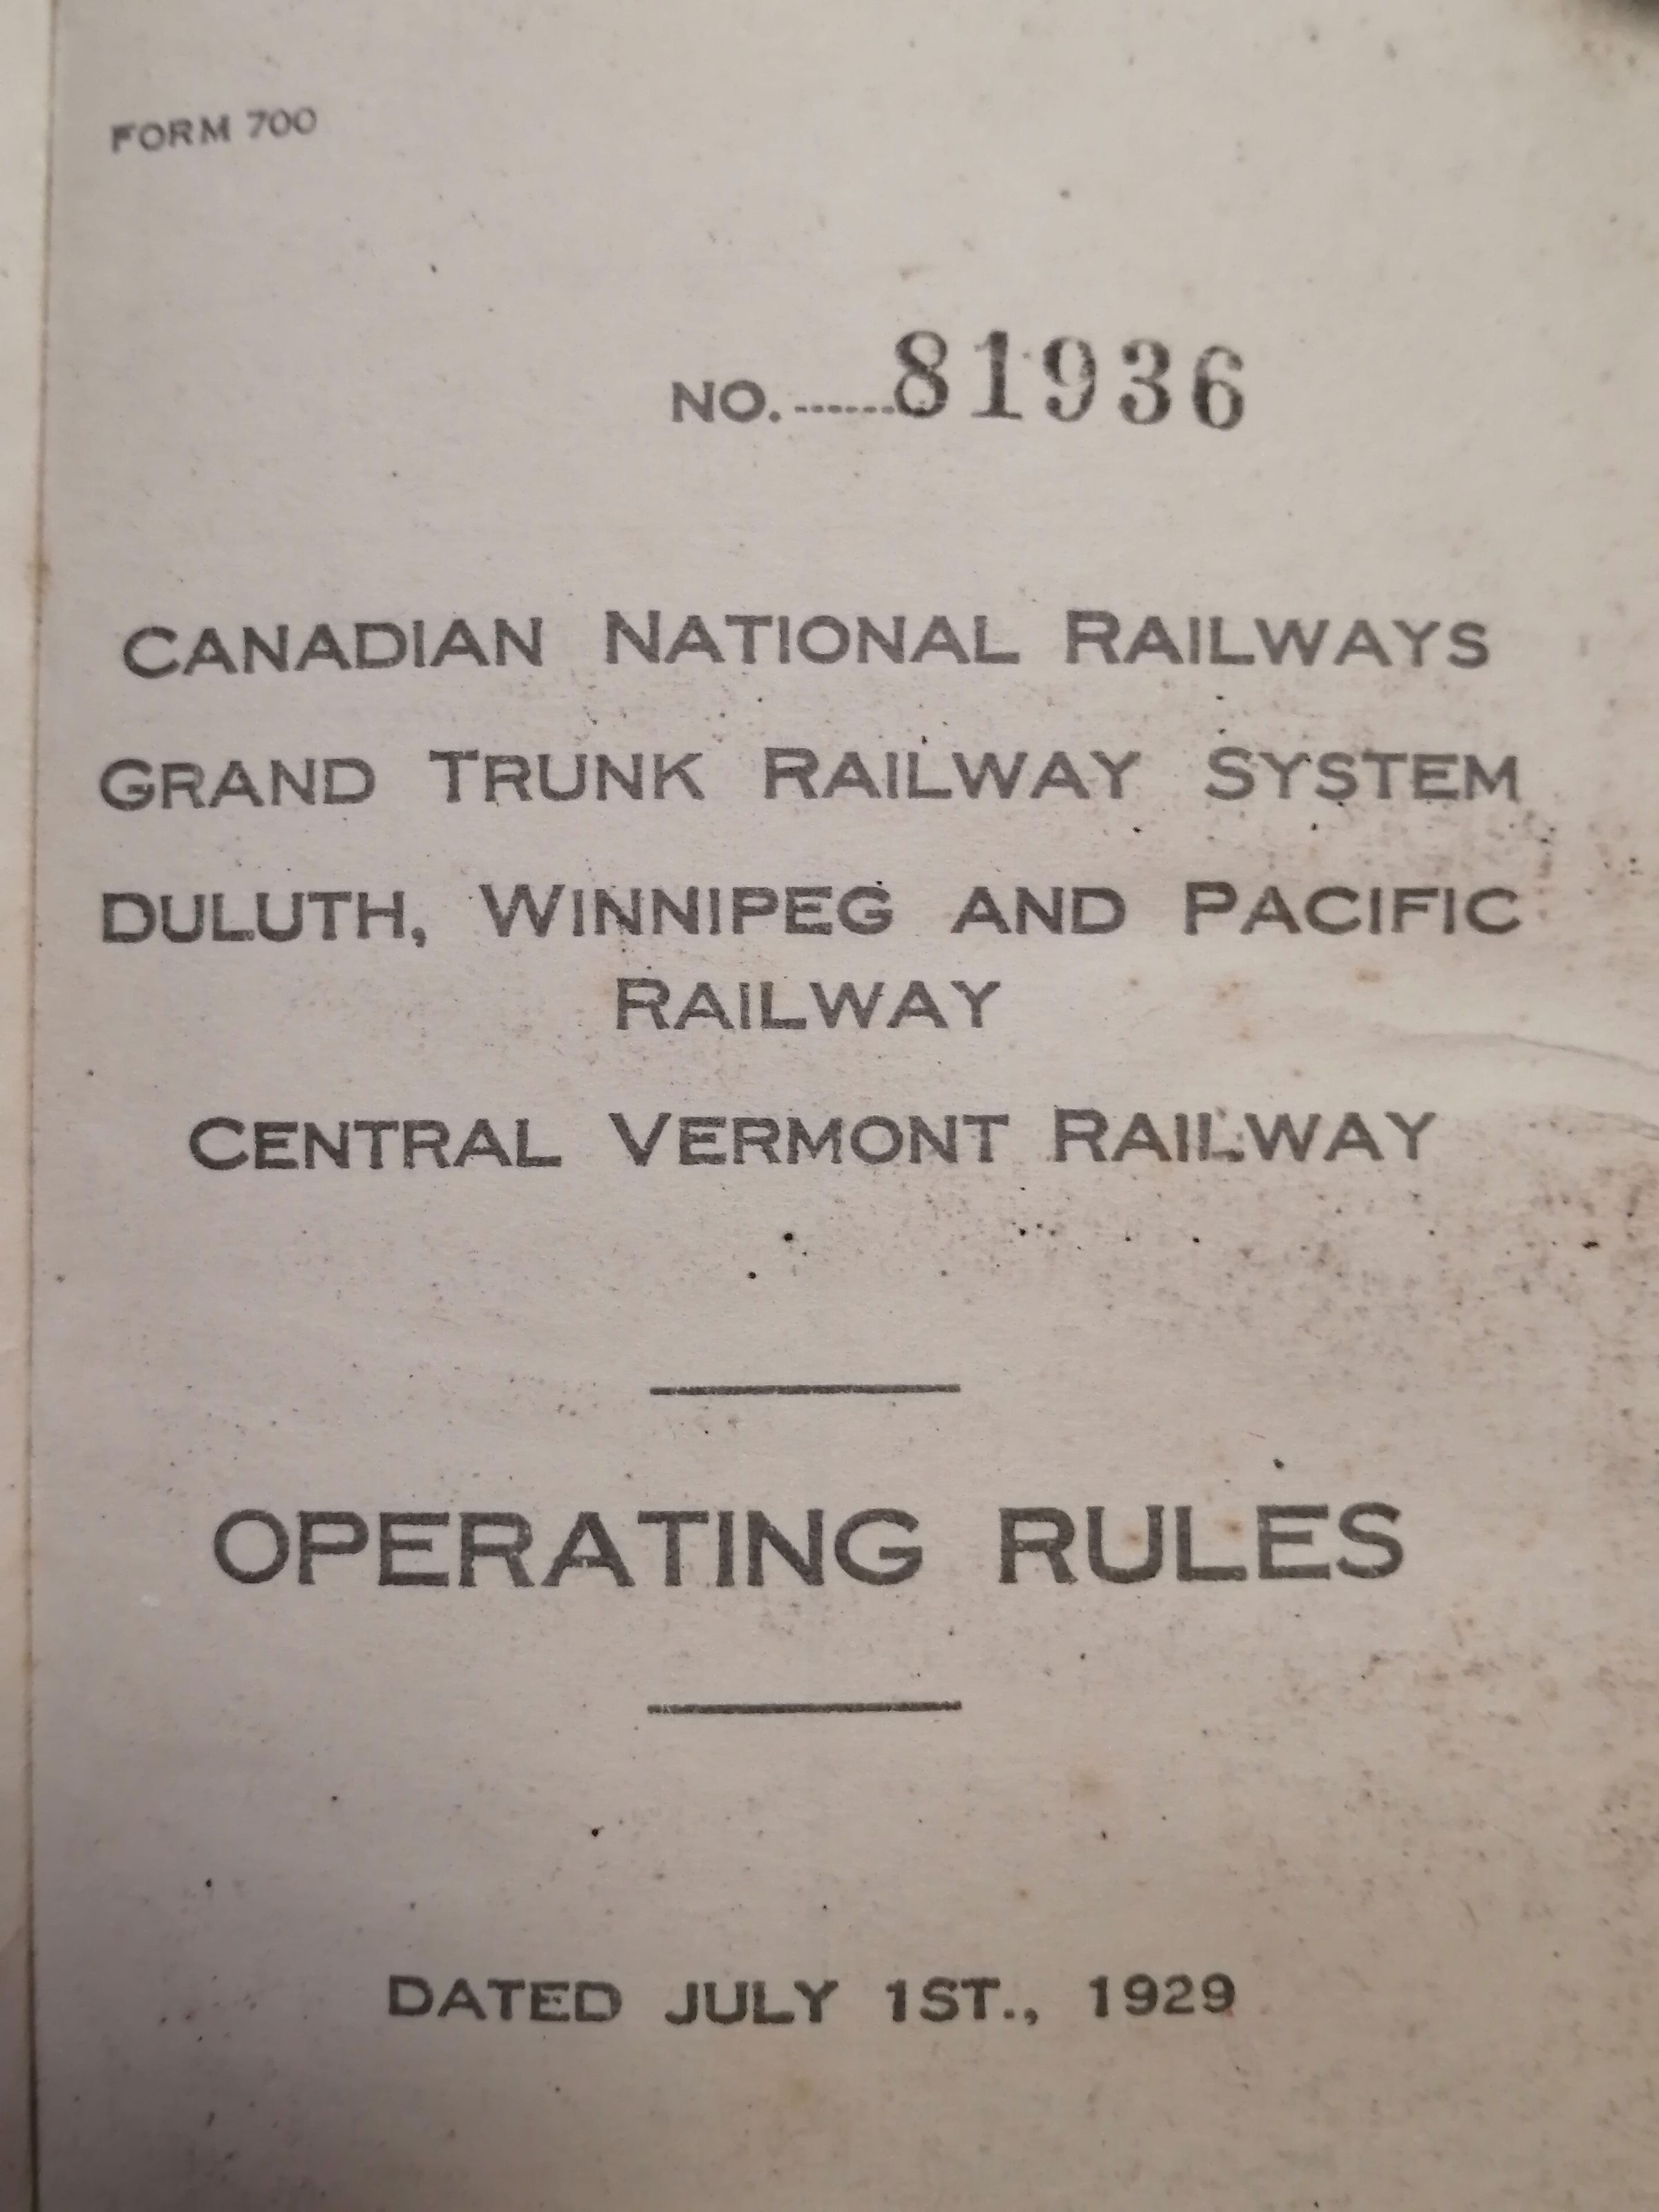 FORM 700
NO. ......81936
CANADIAN NATIONAL RAILWAYS
GRAND TRUNK RAILWAY SYSTEM
DULUTH, WINNIPEG AND PACIFIC
RAILWAY
CENTRAL VERMONT RAILWAY
OPERATING RULES
DATED JULY 1ST., 1929